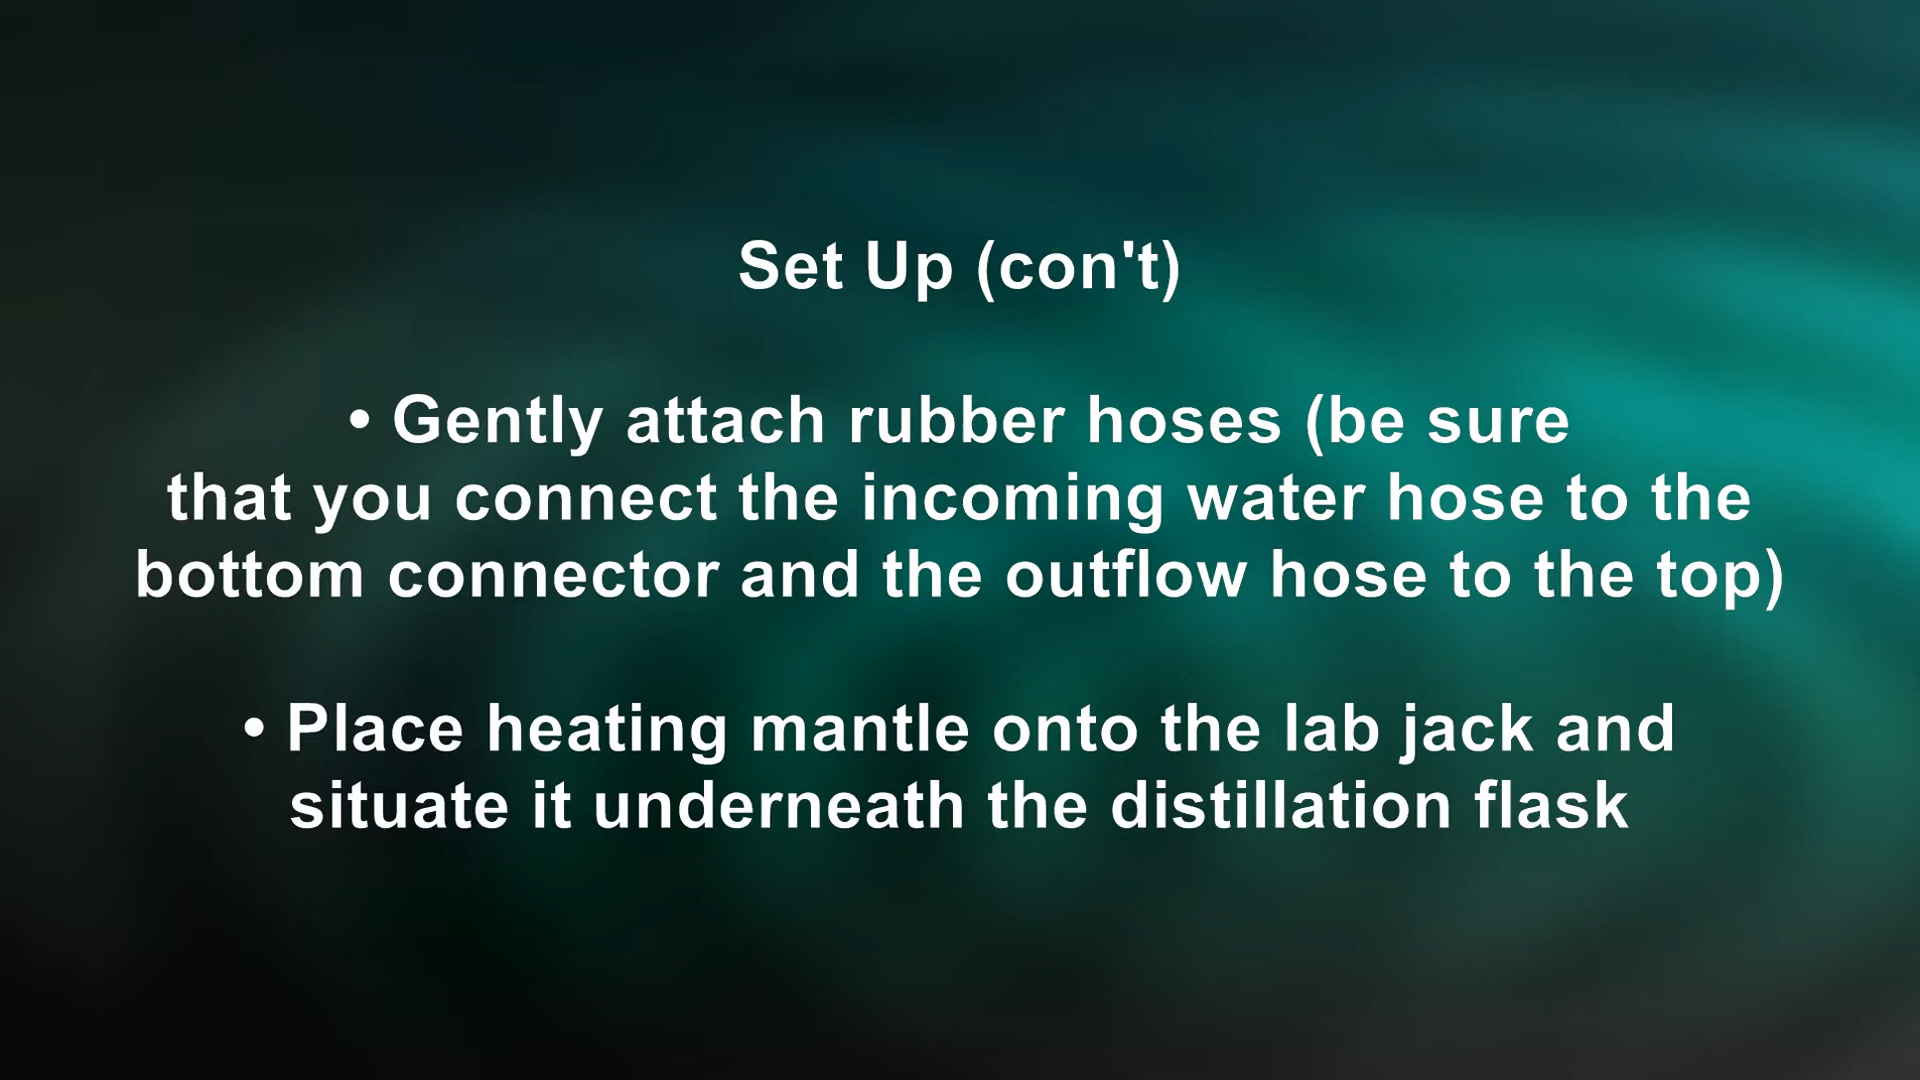 Set Up (con't)
• Gently attach rubber hoses (be sure
that you connect the incoming water hose to the
bottom connector and the outflow hose to the top)
• Place heating mantle onto the lab jack and
situate it underneath the distillation flask